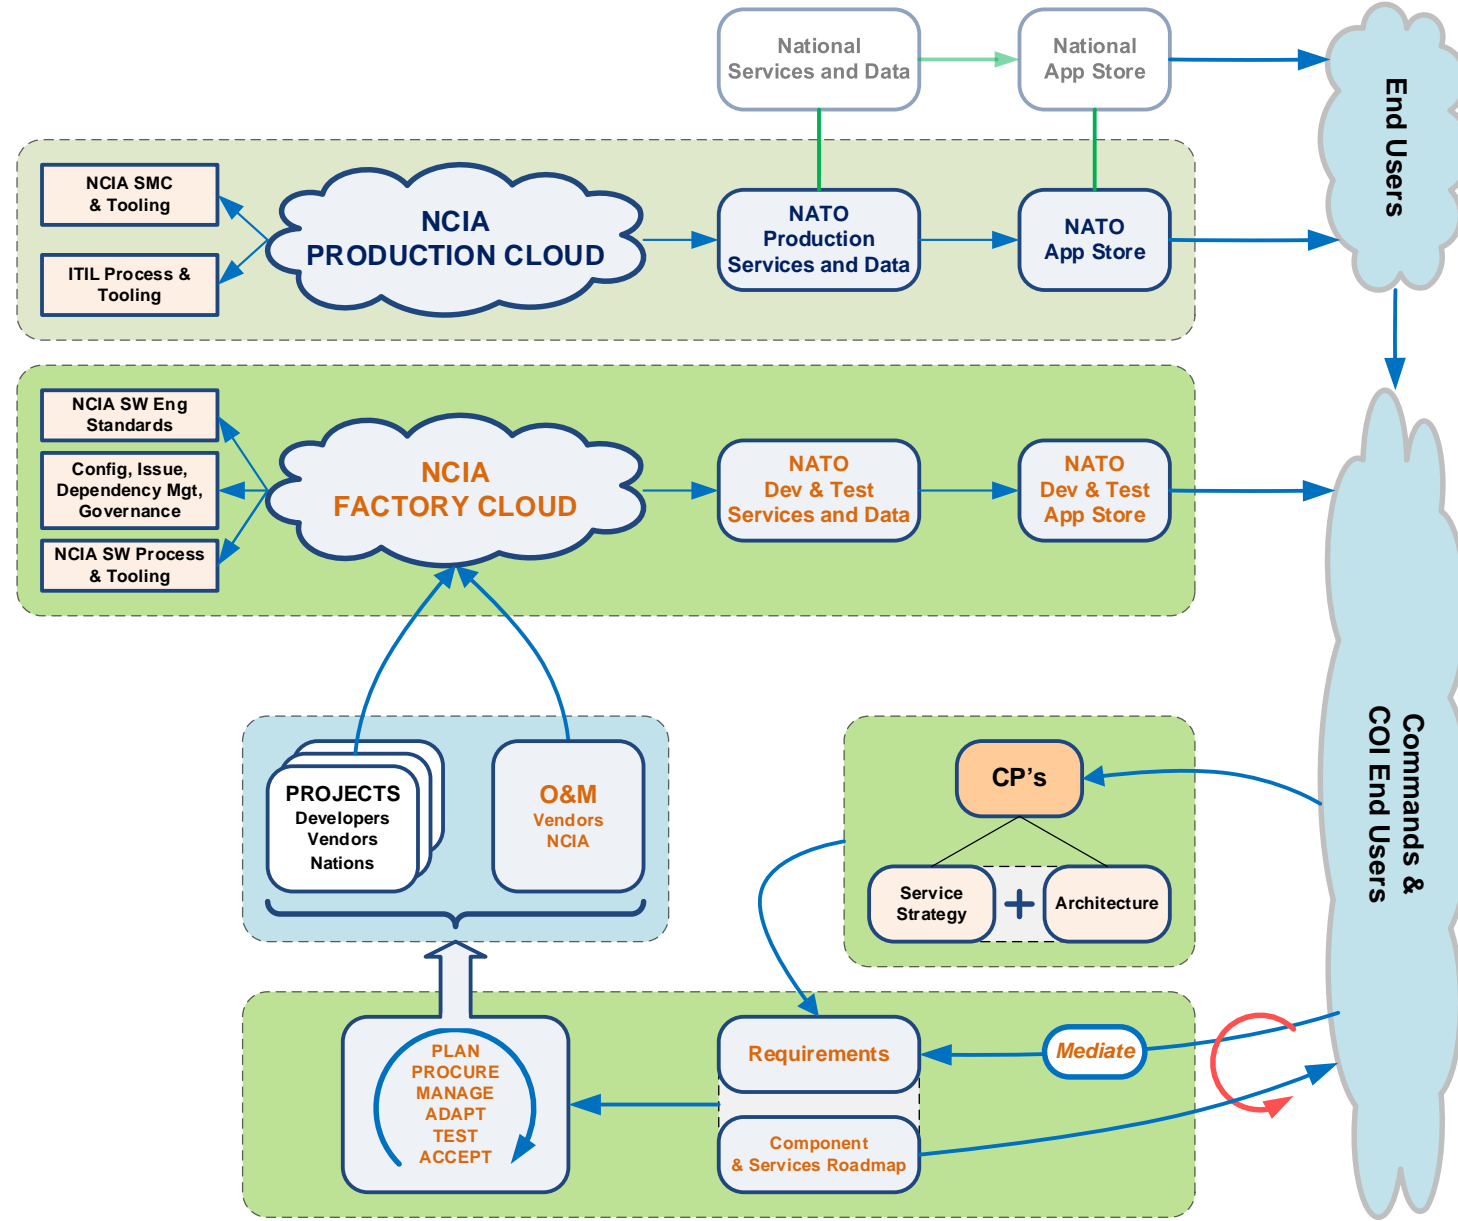 National
Services and Data
National
App Store
End Users
NCIA SMC
& Tooling
ITIL Process &
Tooling
NCIA
PRODUCTION CLOUD
NATO
Production
Services and Data
NATO
App Store
NCIA SW Eng
Standards
Config, Issue,
Dependency Mgt,
Governance
NCIA SW Process
& Tooling
NCIA
FACTORY CLOUD
NATO
Dev & Test
Services and Data
NATO
Dev & Test
App Store
Commands &
COI End Users
PROJECTS
Developers
Vendors
Nations
O&M
Vendors
NCIA
CP's
Service
Strategy
+
Architecture
PLAN
PROCURE
MANAGE
ADAPT
TEST
ACCEPT
Requirements
Mediate
Component
& Services Roadmap